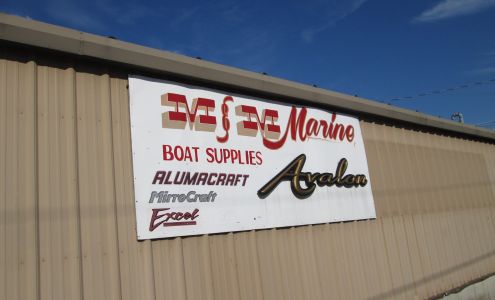 M & M Marine
BOAT SUPPLIES
ALUMACRAFT
MirroCraft
Excel
Avalon